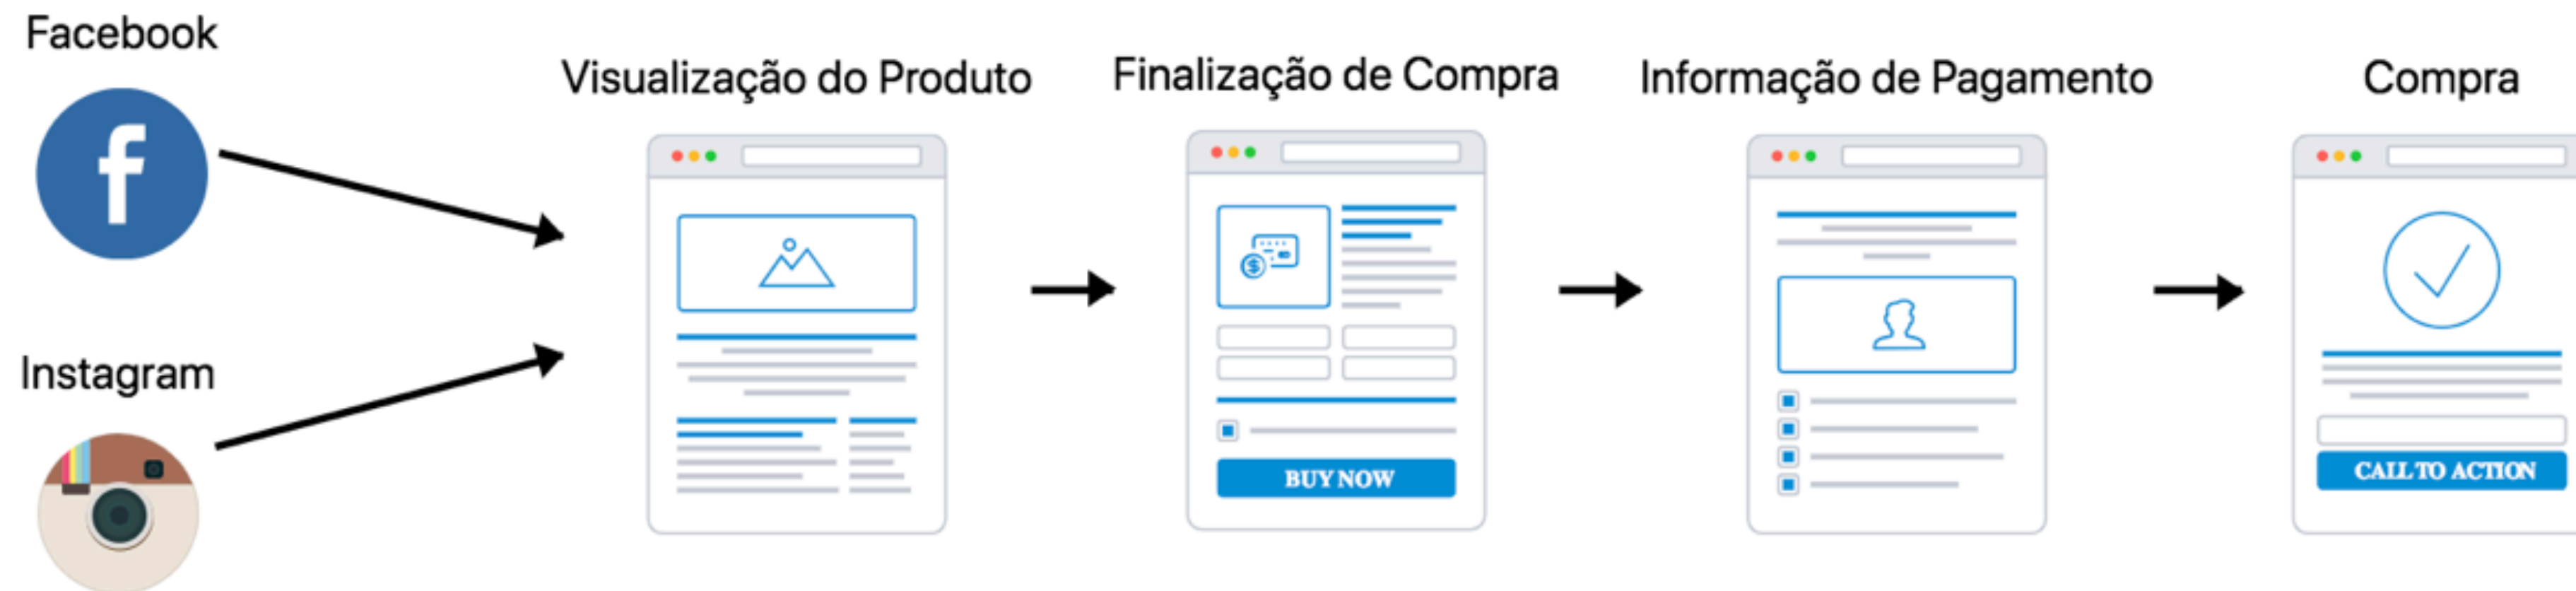 Facebook
Instagram
Visualização do Produto
Finalização de Compra
BUY NOW
Informação de Pagamento
Compra
CALL TO ACTION